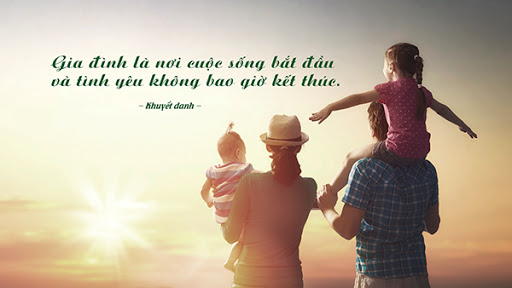 Gia đình là nơi cuộc sống bắt đầu
và tình yêu không bao giờ kết thúc.
– Khuyết danh –